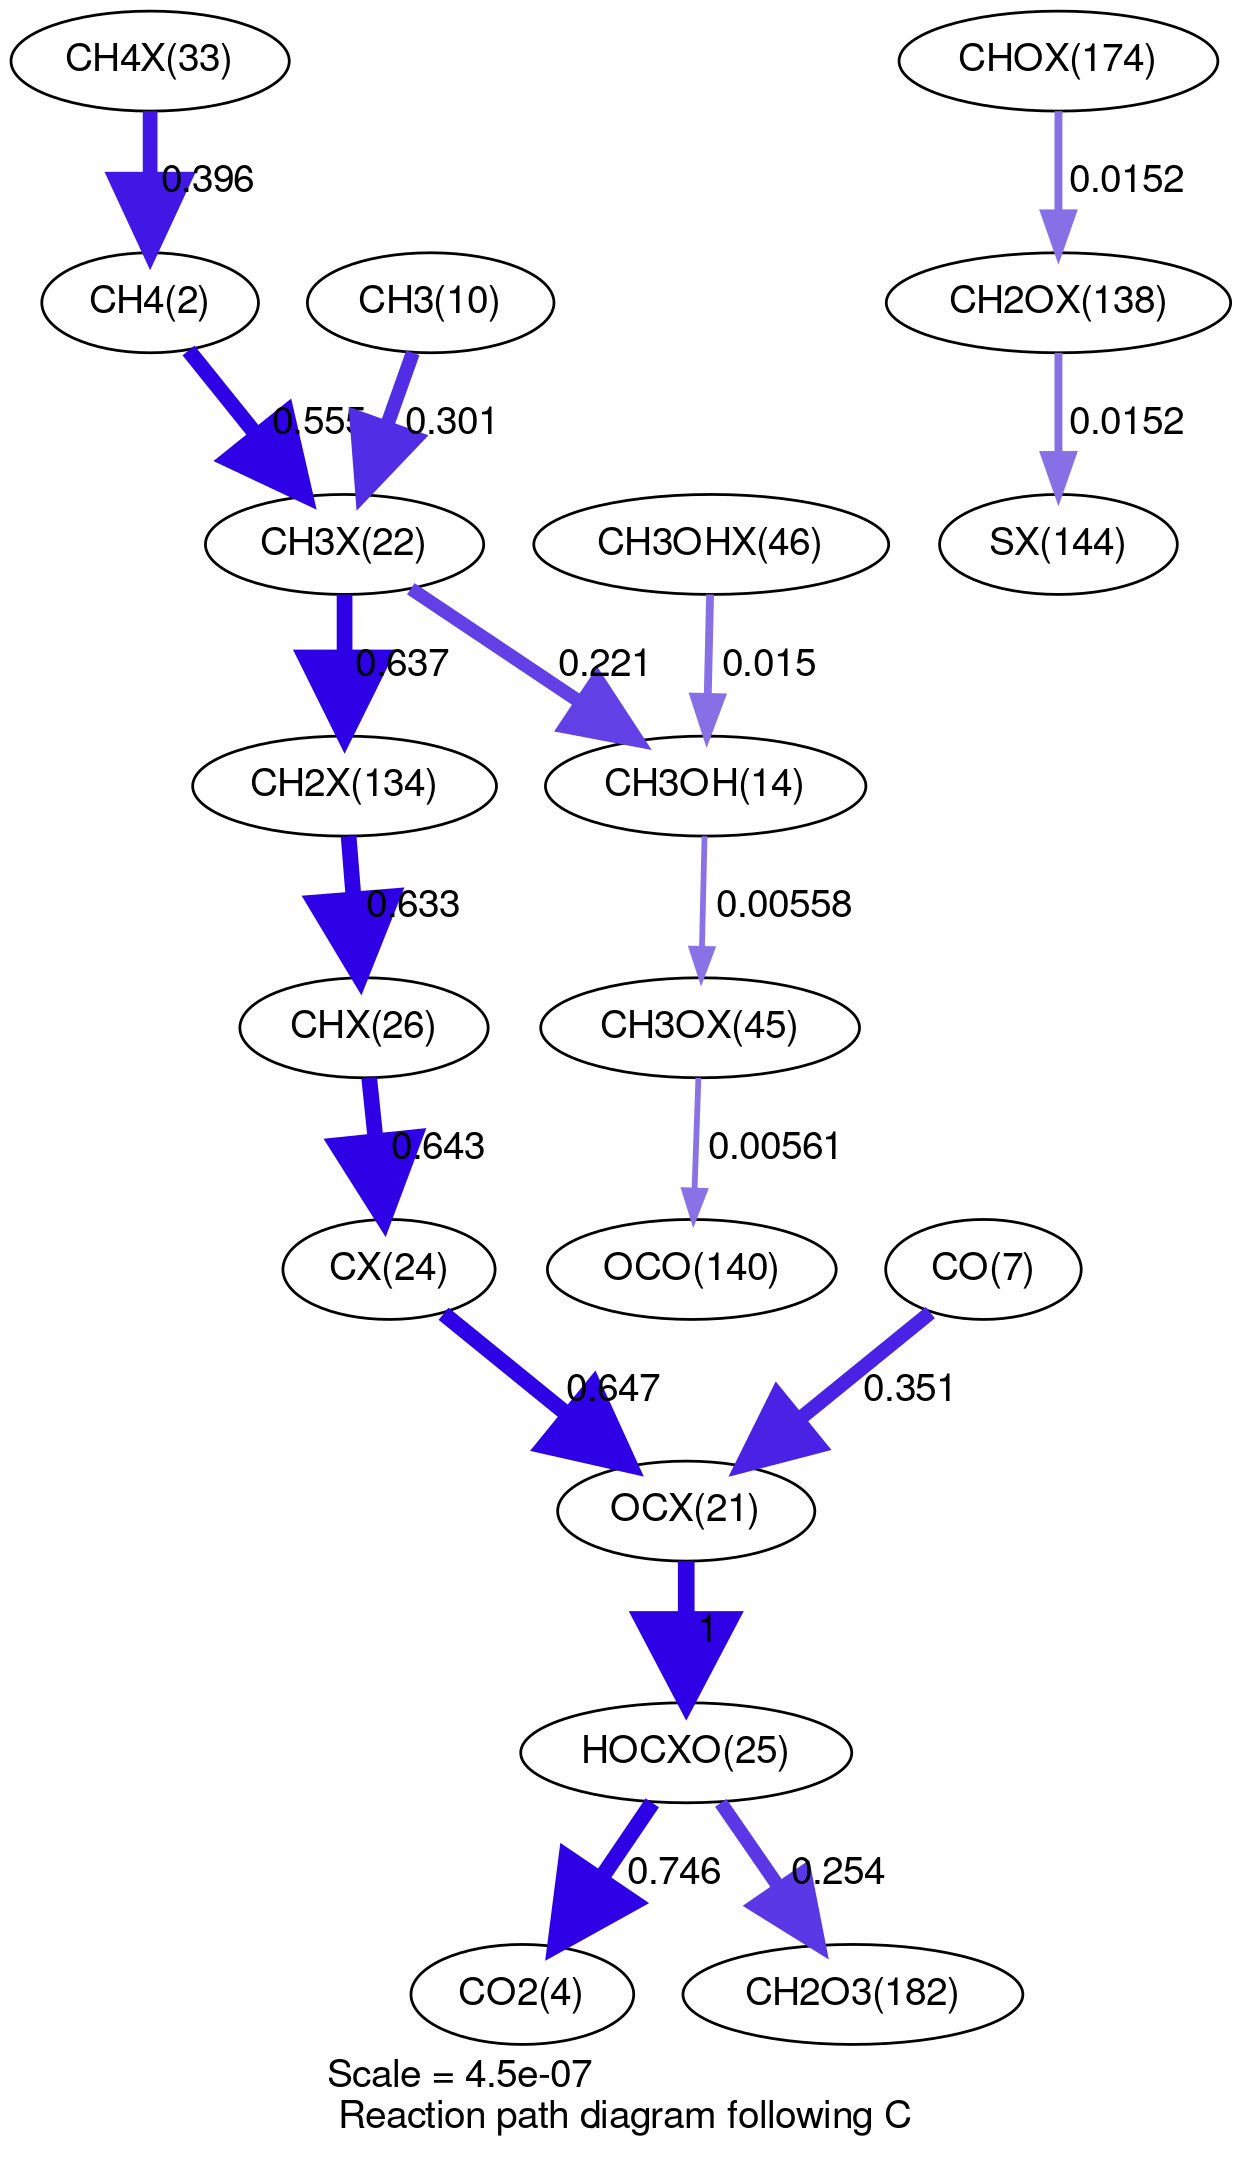 CH4X(33)
CHOX(174)
0.396
0.0152
CH4(2)
CH3(10)
CH2OX(138)
0.555
0.301
0.0152
CH3X(22)
CH3OHX(46)
SX(144)
0.637
0.221
0.015
CH2X(134)
CH3OH(14)
0.633
0.00558
CHX(26)
CH3OX(45)
0.643
0.00561
CX(24)
OCO(140)
CO(7)
0.647
0.351
OCX(21)
1
HOCXO(25)
0.746
0.254
CO2(4)
CH2O3(182)
Scale = 4.5e-07
Reaction path diagram following C